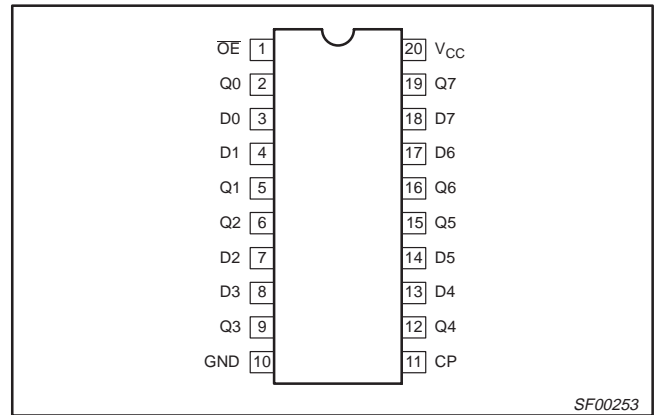 OE 1 20 VCC
Q0 2 19 Q7
D0 3 18 D7
D1 4 17 D6
Q1 5 16 Q6
Q2 6 15 Q5
D2 7 14 D5
D3 8 13 D4
Q3 9 12 Q4
GND 10 11 CP
SF00253